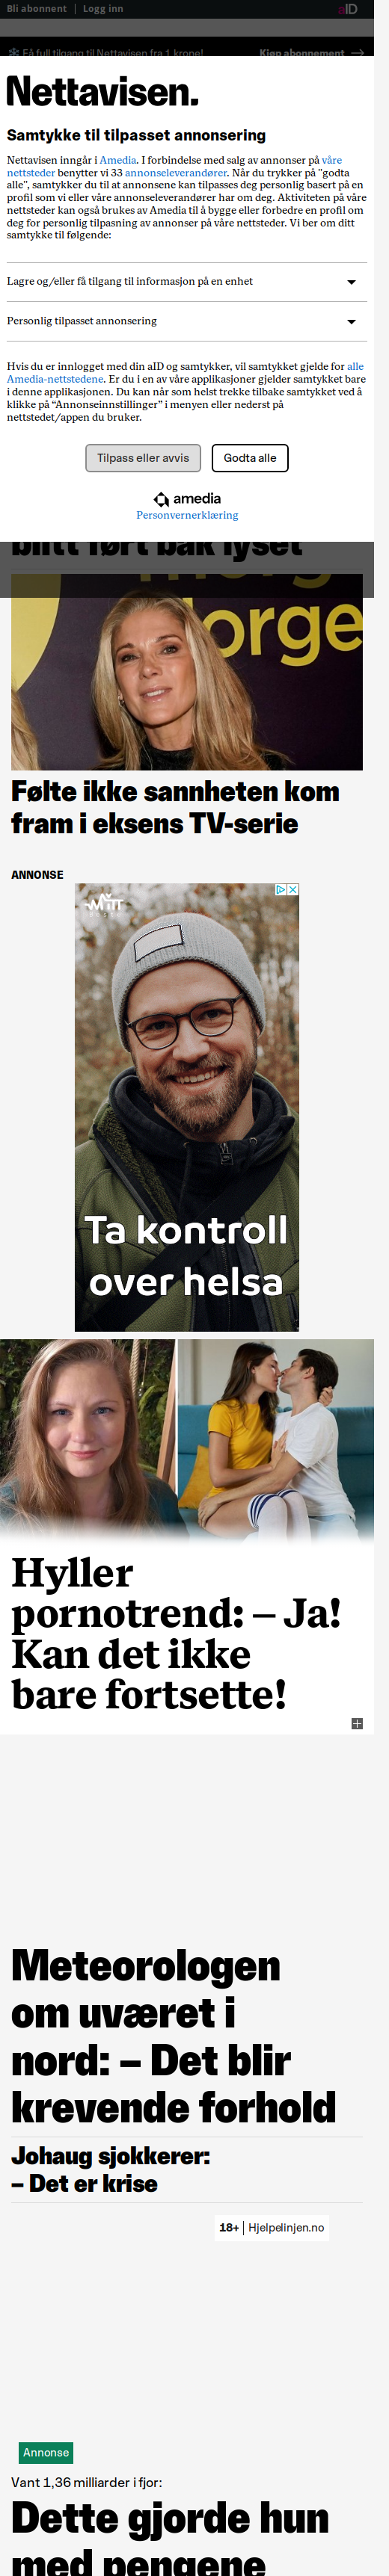 Bli abonnent | Logg inn
aID
Få full tilgang til Nettavisen fra 1 krone!
Kjøp abonnement →
Nettavisen.
Samtykke til tilpasset annonsering
Nettavisen inngår i Amedia. I forbindelse med salg av annonser på våre
nettsteder benytter vi 33 annonseleverandører. Når du trykker på "godta
alle", samtykker du til at annonsene kan tilpasses deg personlig basert på en
profil som vi eller våre annonseleverandører har om deg. Aktiviteten på våre
nettsteder kan også brukes av Amedia til å bygge eller forbedre en profil om
deg for personlig tilpasning av annonser på våre nettsteder. Vi ber om ditt
samtykke til følgende:
Lagre og/eller få tilgang til informasjon på en enhet
Personlig tilpasset annonsering
Hvis du er innlogget med din aID og samtykker, vil samtykket gjelde for alle
Amedia-nettstedene. Er du i en av våre applikasjoner gjelder samtykket bare
i denne applikasjonen. Du kan når som helst trekke tilbake samtykket ved å
klikke på “Annonseinnstillinger” i menyen eller nederst på
nettstedet/appen du bruker.
Tilpass eller avvis
Godta alle
amedia
Personvernerklæring
blitt ført bak lyset
orge.
Følte ikke sannheten kom
fram i eksens TV-serie
ANNONSE
MITT
Ta kontroll
over helsa
Hyller
pornotrend: – Ja!
Kan det ikke
bare fortsette!
Meteorologen
om uværet i
nord: – Det blir
krevende forhold
Johaug sjokkerer:
– Det er krise
18+ | Hjelpelinjen.no
Annonse
Vant 1,36 milliarder i fjor:
Dette gjorde hun
med pengene